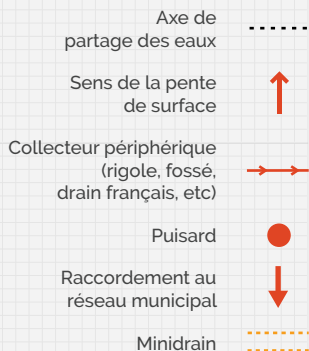 Axe de
partage des eaux
Sens de la pente
de surface
Collecteur périphérique
(rigole, fossé,
drain français, etc)
Puisard
Raccordement au
réseau municipal
Minidrain